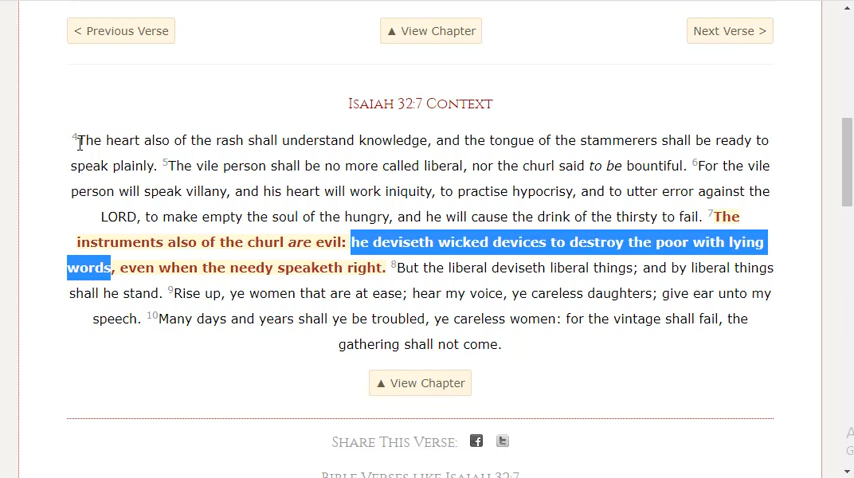 < Previous Verse
▲ View Chapter
Next Verse >
Isaiah 32:7 Context
4The heart also of the rash shall understand knowledge, and the tongue of the stammerers shall be ready to
speak plainly. 5The vile person shall be no more called liberal, nor the churl said to be bountiful. 6For the vile
person will speak villany, and his heart will work iniquity, to practise hypocrisy, and to utter error against the
LORD, to make empty the soul of the hungry, and he will cause the drink of the thirsty to fail. 7The
instruments also of the churl are evil: he deviseth wicked devices to destroy the poor with lying
words, even when the needy speaketh right. 8But the liberal deviseth liberal things; and by liberal things
shall he stand. 9Rise up, ye women that are at ease; hear my voice, ye careless daughters; give ear unto my
speech. 10Many days and years shall ye be troubled, ye careless women: for the vintage shall fail, the
gathering shall not come.
▲ View Chapter
Share This Verse:
Bible Verses like Isaiah 32:7